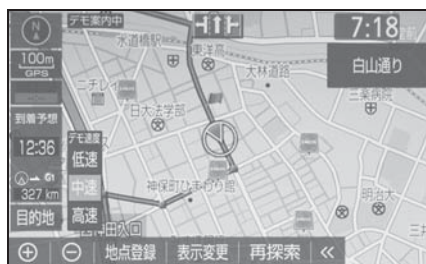 N
デモ案内中
7:18
100m
GPS
水道橋駅
東洋高
大林道路
白山通り
三楽病院
ニチレイ
日大法学部
到着予想
12:36
デモ速度
低速
中速
高速
327 km
目的地
神保町ひまわり館
明治大
神田入口
地点登録
表示変更
再探索